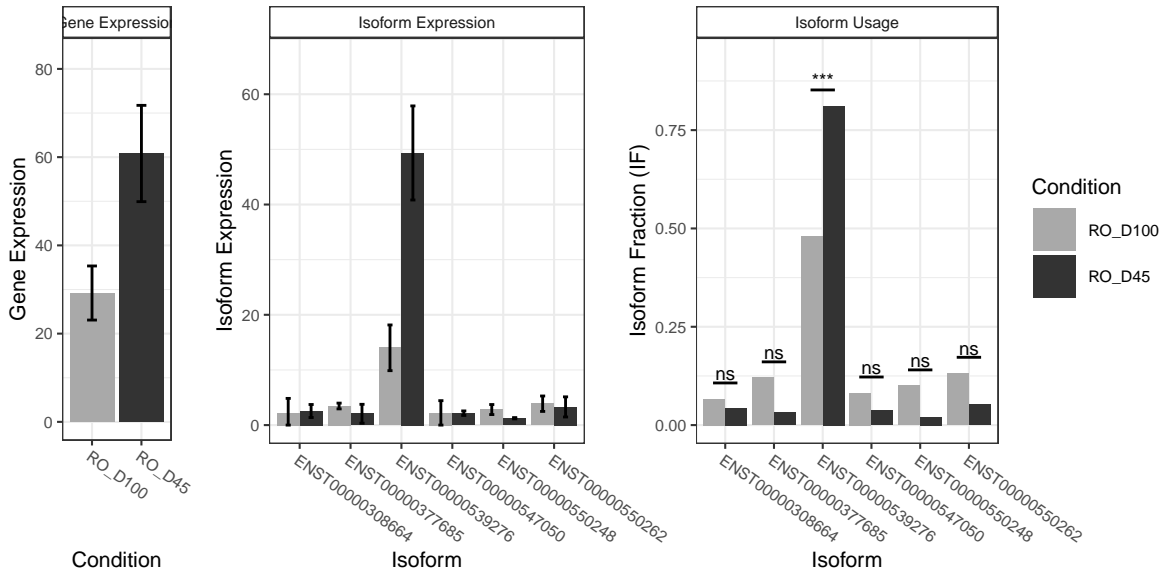 Gene Expression
Isoform Expression
Isoform Usage
Gene Expression
80
60
40
20
0
RO_D100
RO_D45
Condition
Isoform Expression
60
40
20
0
ENST00000308664
ENST00000377685
ENST00000539276
ENST00000547050
ENST00000550248
ENST00000550262
Isoform
Isoform Fraction (IF)
0.75
0.50
0.25
0.00
ns
ns
***
ns
ns
ns
ENST00000308664
ENST00000377685
ENST00000539276
ENST00000547050
ENST00000550248
ENST00000550262
Isoform
Condition
RO_D100
RO_D45